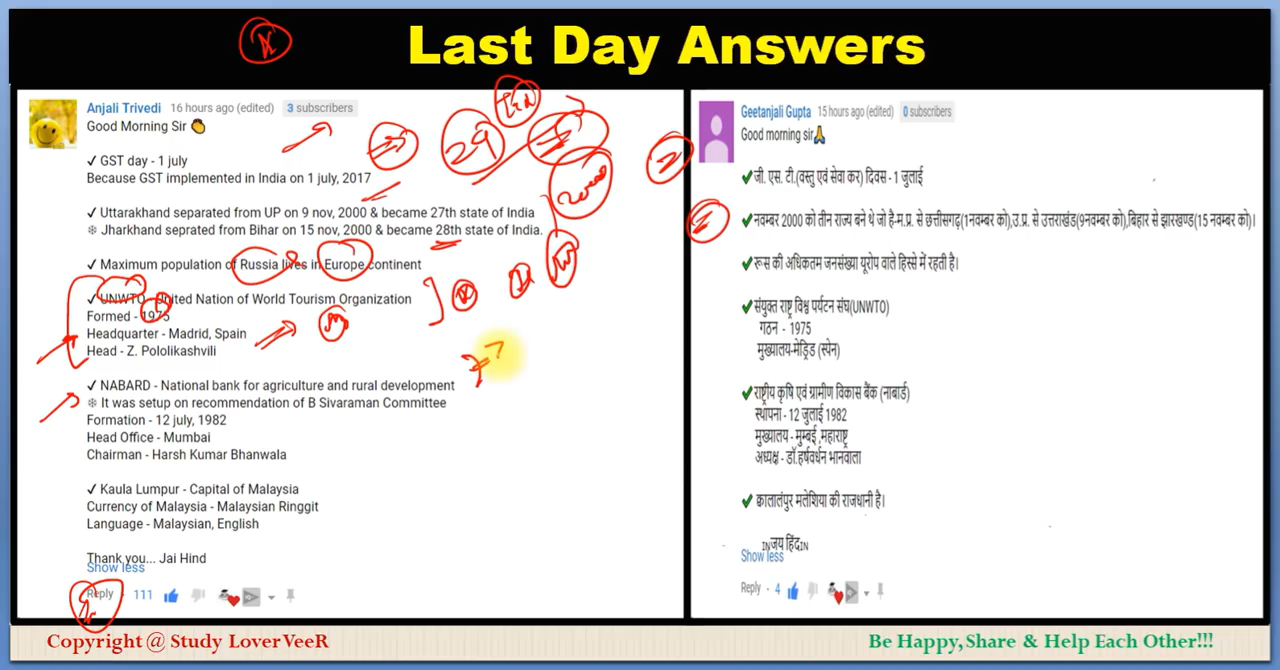 Last Day Answers
Anjali Trivedi 16 hours ago (edited) 3 subscribers
Good Morning Sir
✓ GST day - 1 july
Because GST implemented in India on 1 july, 2017
✓ Uttarakhand separated from UP on 9 nov, 2000 & became 27th state of India
❄ Jharkhand seprated from Bihar on 15 nov, 2000 & became 28th state of India.
✓ Maximum population of Russia lives in Europe continent
✓ UNWTO - United Nation of World Tourism Organization
Formed - 1975
Headquarter - Madrid, Spain
Head - Z. Pololikashvili
✓ NABARD - National bank for agriculture and rural development
❄ It was setup on recommendation of B Sivaraman Committee
Formation - 12 july, 1982
Head Office - Mumbai
Chairman - Harsh Kumar Bhanwala
✓ Kaula Lumpur - Capital of Malaysia
Currency of Malaysia - Malaysian Ringgit
Language - Malaysian, English
Thank you... Jai Hind
Show less
Reply 111
29
Geetanjali Gupta 15 hours ago (edited) 0 subscribers
Good morning sir
✔ जी. एस. टी.(वस्तु एवं सेवा कर) दिवस - 1 जुलाई
✔ नवम्बर 2000 को तीन राज्य बने थे जो है-म.प्र. से छत्तीसगढ़(1नवम्बर को),उ.प्र. से उत्तराखंड(9नवम्बर को),बिहार से झारखण्ड(15 नवम्बर को)।
✔ रूस की अधिकतम जनसंख्या यूरोप वाले हिस्से में रहती है।
✔ संयुक्त राष्ट्र विश्व पर्यटन संघ(UNWTO)
गठन - 1975
मुख्यालय-मेड्रिड (स्पेन)
✔ राष्ट्रीय कृषि एवं ग्रामीण विकास बैंक (नाबार्ड)
स्थापना - 12 जुलाई 1982
मुख्यालय - मुम्बई ,महाराष्ट्र
अध्यक्ष - डॉ.हर्षवर्धन भानवाला
✔ क्वालालंपुर मलेशिया की राजधानी है।
IN जय हिंद IN
Show less
Reply · 4
Copyright @ Study LoverVeeR
Be Happy,Share & Help Each Other!!!